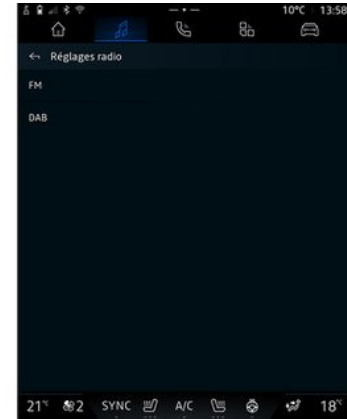 10°C 13:58
Réglages radio
FM
DAB
21°C 2 SYNC A/C 18°C